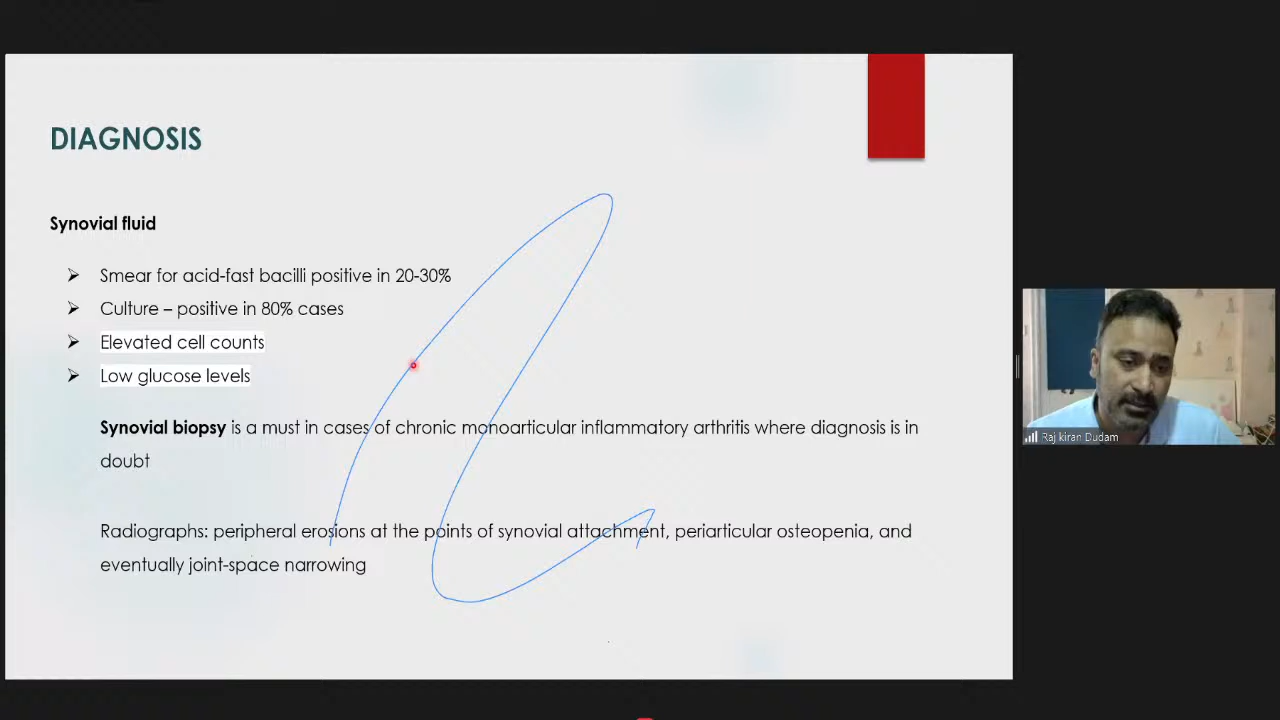 DIAGNOSIS
Synovial fluid
Smear for acid-fast bacilli positive in 20-30%
Culture – positive in 80% cases
Elevated cell counts
Low glucose levels
Synovial biopsy is a must in cases of chronic monoarticular inflammatory arthritis where diagnosis is in
doubt
Radiographs: peripheral erosions at the points of synovial attachment, periarticular osteopenia, and
eventually joint-space narrowing
Raj kiran Dudam